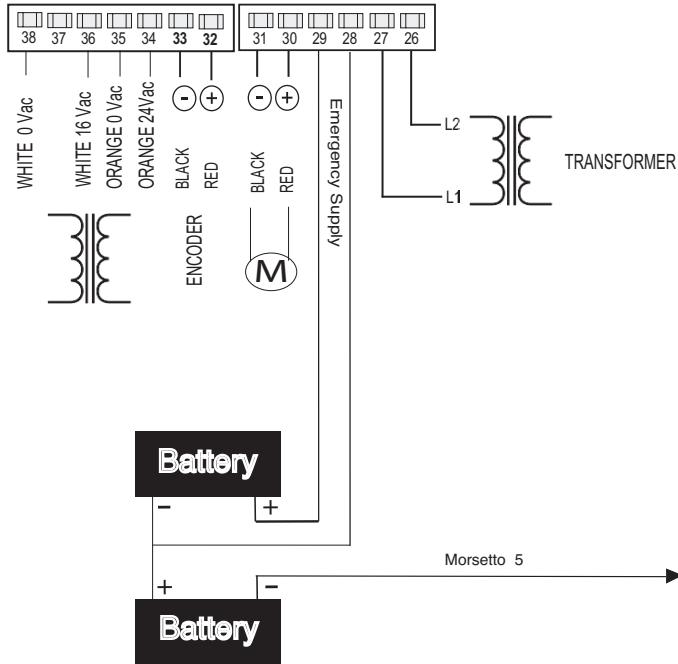 38 37 36 35 34 33 32 31 30 29 28 27 26
WHITE 0 Vac
WHITE 16 Vac
ORANGE 0 Vac
ORANGE 24Vac
BLACK
RED
ENCODER
- +
BLACK
RED
- +
M
Emergency Supply
L2
L1
TRANSFORMER
Battery
- +
Morsetto 5
+ -
Battery